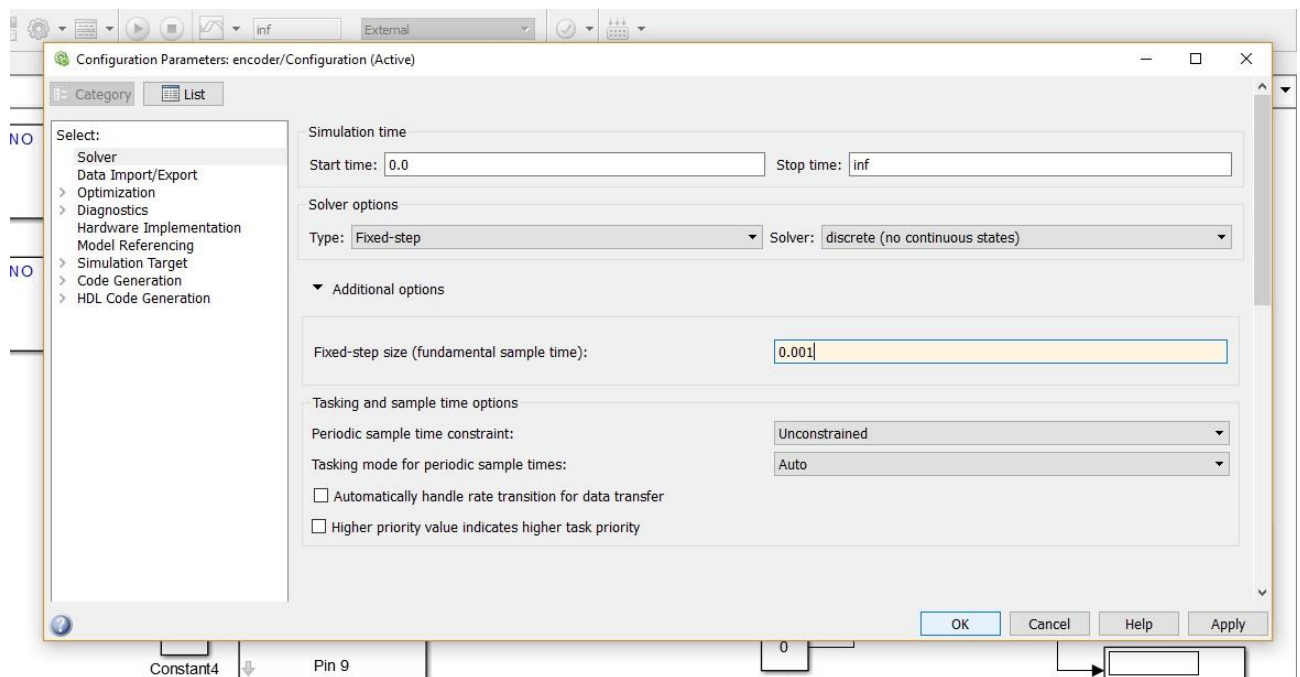 inf External
Configuration Parameters: encoder/Configuration (Active)
Category List
NO
Select:
Solver
Data Import/Export
Optimization
Diagnostics
Hardware Implementation
Model Referencing
Simulation Target
Code Generation
HDL Code Generation
NO
Simulation time
Start time: 0.0 Stop time: inf
Solver options
Type: Fixed-step Solver: discrete (no continuous states)
Additional options
Fixed-step size (fundamental sample time): 0.001
Tasking and sample time options
Periodic sample time constraint: Unconstrained
Tasking mode for periodic sample times: Auto
Automatically handle rate transition for data transfer
Higher priority value indicates higher task priority
OK Cancel Help Apply
Constant4 Pin 9 0